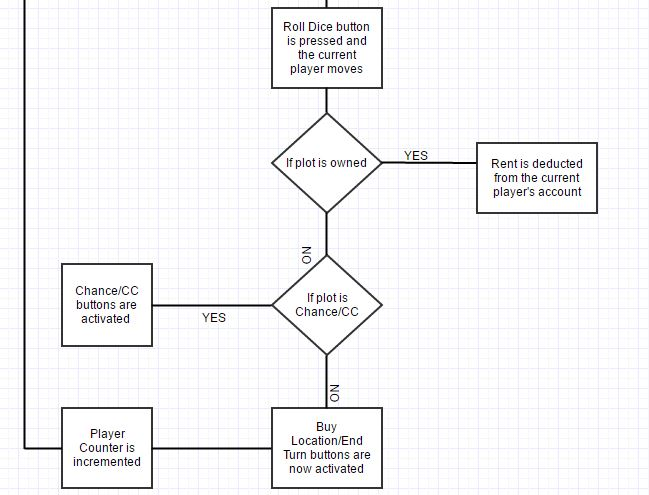 Roll Dice button
is pressed and
the current
player moves
If plot is owned
YES
Rent is deducted
from the current
player's account
NO
Chance/CC
buttons are
activated
YES
If plot is
Chance/CC
NO
Player
Counter is
incremented
Buy
Location/End
Turn buttons are
now activated